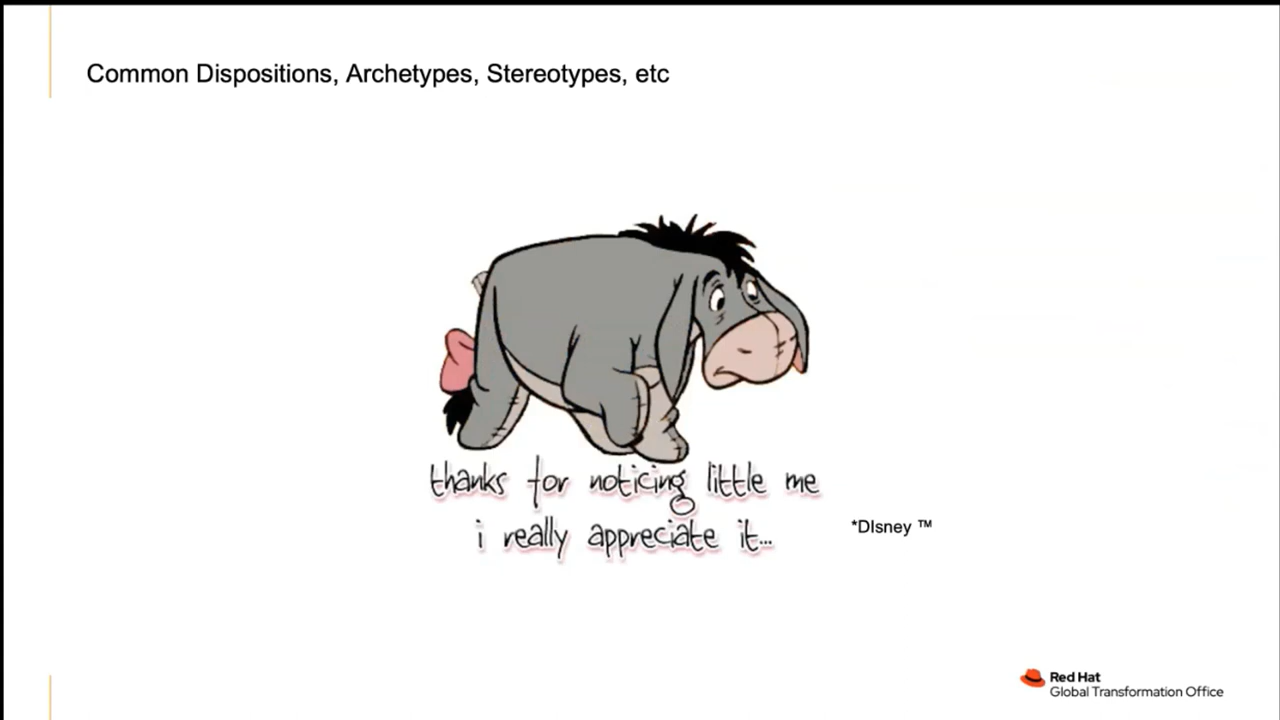 Common Dispositions, Archetypes, Stereotypes, etc
thanks for noticing little me
i really appreciate it...
*DIsney ™
Red Hat
Global Transformation Office